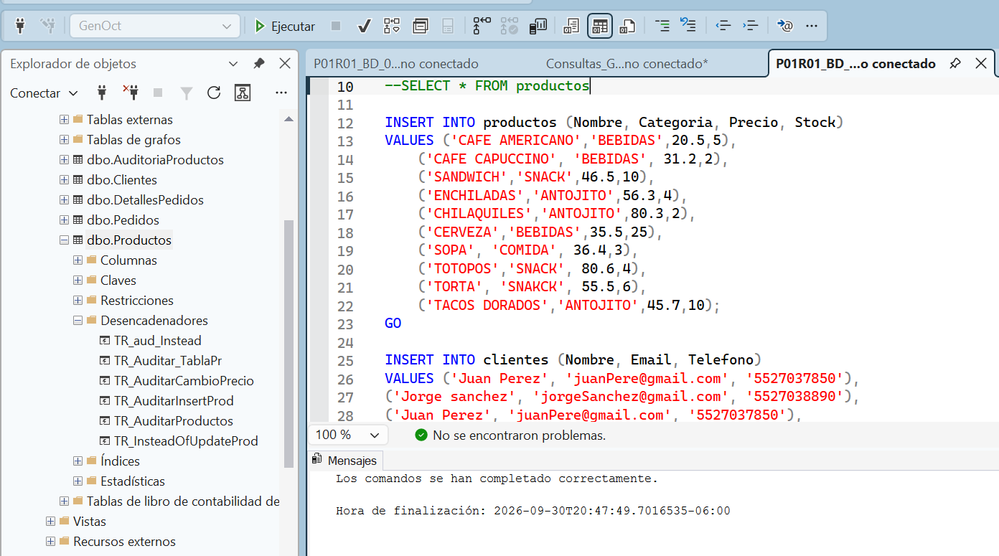 GenOct Ejecutar
Explorador de objetos
Conectar
Tablas externas
Tablas de grafos
dbo.AuditoriaProductos
dbo.Clientes
dbo.DetallesPedidos
dbo.Pedidos
dbo.Productos
Columnas
Claves
Restricciones
Desencadenadores
TR_aud_Instead
TR_Auditar_TablaPr
TR_AuditarCambioPrecio
TR_AuditarInsertProd
TR_AuditarProductos
TR_InsteadOfUpdateProd
Índices
Estadísticas
Tablas de libro de contabilidad de
Vistas
Recursos externos
P01R01_BD_0...no conectado Consultas_G...no conectado* P01R01_BD_...o conectado
10 --SELECT * FROM productos
11
12 INSERT INTO productos (Nombre, Categoria, Precio, Stock)
13 VALUES ('CAFE AMERICANO','BEBIDAS',20.5,5),
14 ('CAFE CAPUCCINO', 'BEBIDAS', 31.2,2),
15 ('SANDWICH','SNACK',46.5,10),
16 ('ENCHILADAS','ANTOJITO',56.3,4),
17 ('CHILAQUILES','ANTOJITO',80.3,2),
18 ('CERVEZA','BEBIDAS',35.5,25),
19 ('SOPA', 'COMIDA', 36.4,3),
20 ('TOTOPOS','SNACK', 80.6,4),
21 ('TORTA', 'SNAKCK', 55.5,6),
22 ('TACOS DORADOS','ANTOJITO',45.7,10);
23 GO
24
25 INSERT INTO clientes (Nombre, Email, Telefono)
26 VALUES ('Juan Perez', 'juanPere@gmail.com', '5527037850'),
27 ('Jorge sanchez', 'jorgeSanchez@gmail.com', '5527038890'),
28 ('Juan Perez', 'juanPere@gmail.com', '5527037850'),
100 % No se encontraron problemas.
Mensajes
Los comandos se han completado correctamente.
Hora de finalización: 2026-09-30T20:47:49.7016535-06:00